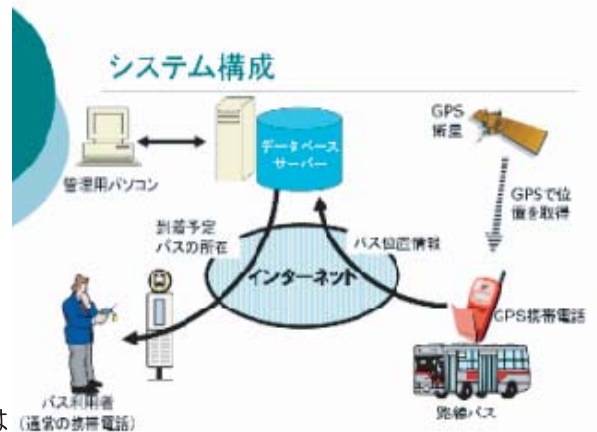 システム構成
GPS
衛星
データベース
サーバー
管理用パソコン
GPSで位
置を取得
到着予定
バスの所在
バス位置情報
インターネット
GPS携帯電話
バス利用者
は
(通常の携帯電話)
路線バス